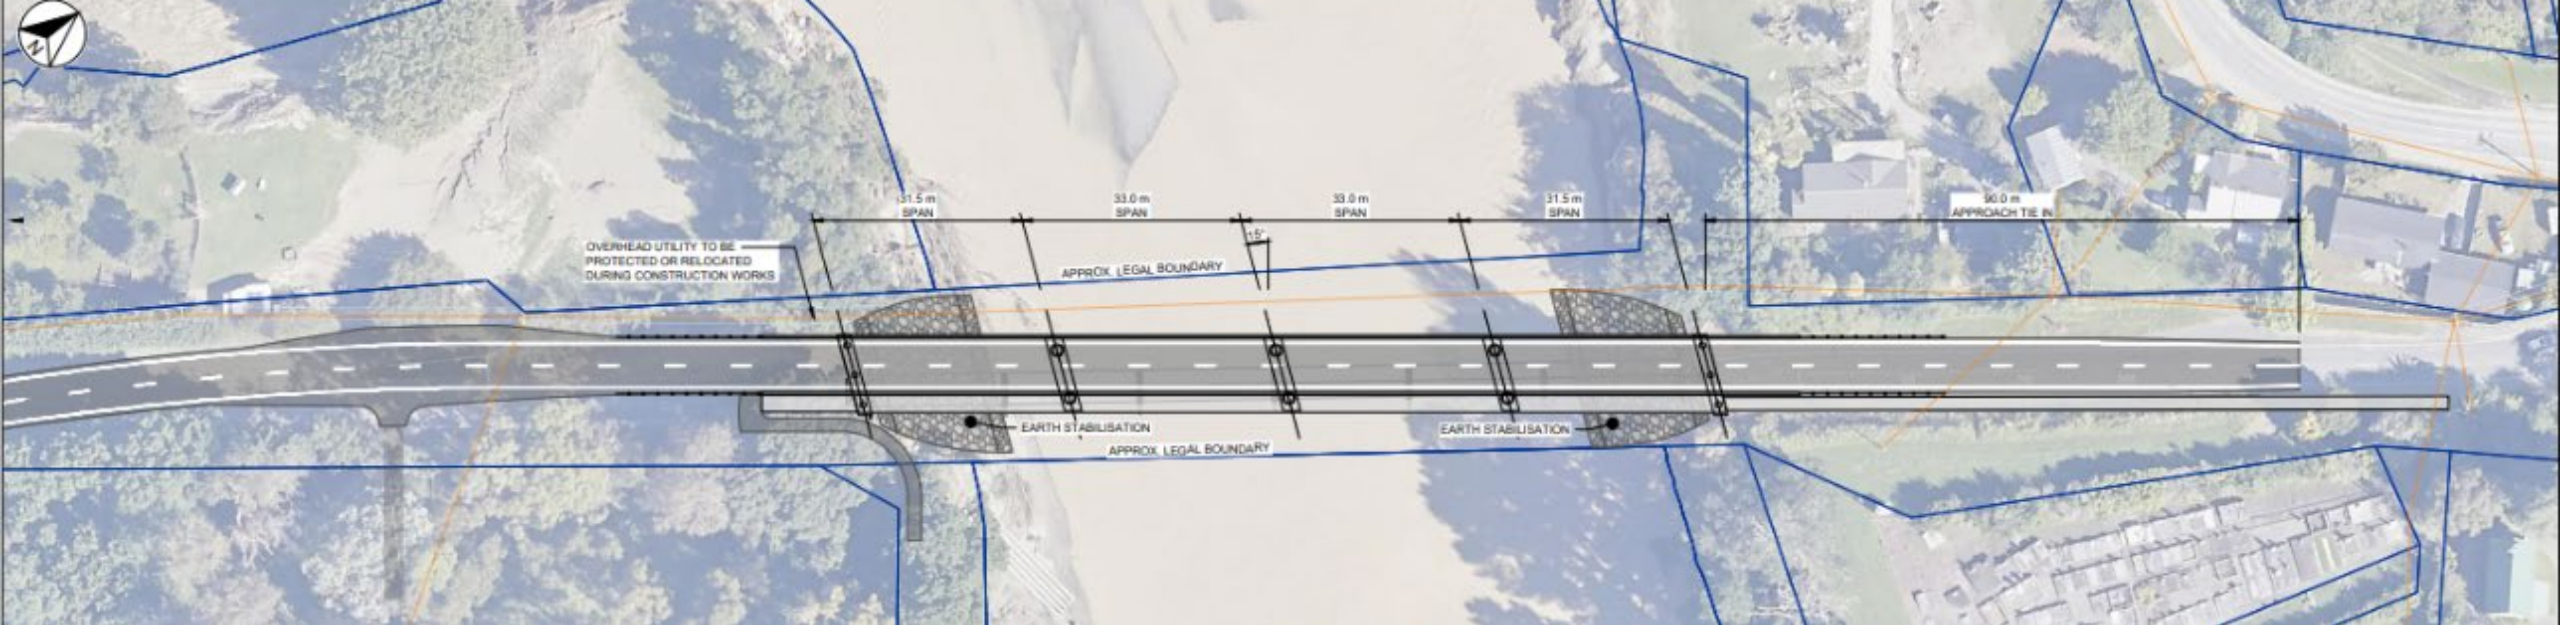 N
31.5 m
SPAN
33.0 m
SPAN
33.0 m
SPAN
31.5 m
SPAN
90.0 m
APPROACH TIE IN
15°
OVERHEAD UTILITY TO BE
PROTECTED OR RELOCATED
DURING CONSTRUCTION WORKS
APPROX. LEGAL BOUNDARY
EARTH STABILISATION
EARTH STABILISATION
APPROX. LEGAL BOUNDARY